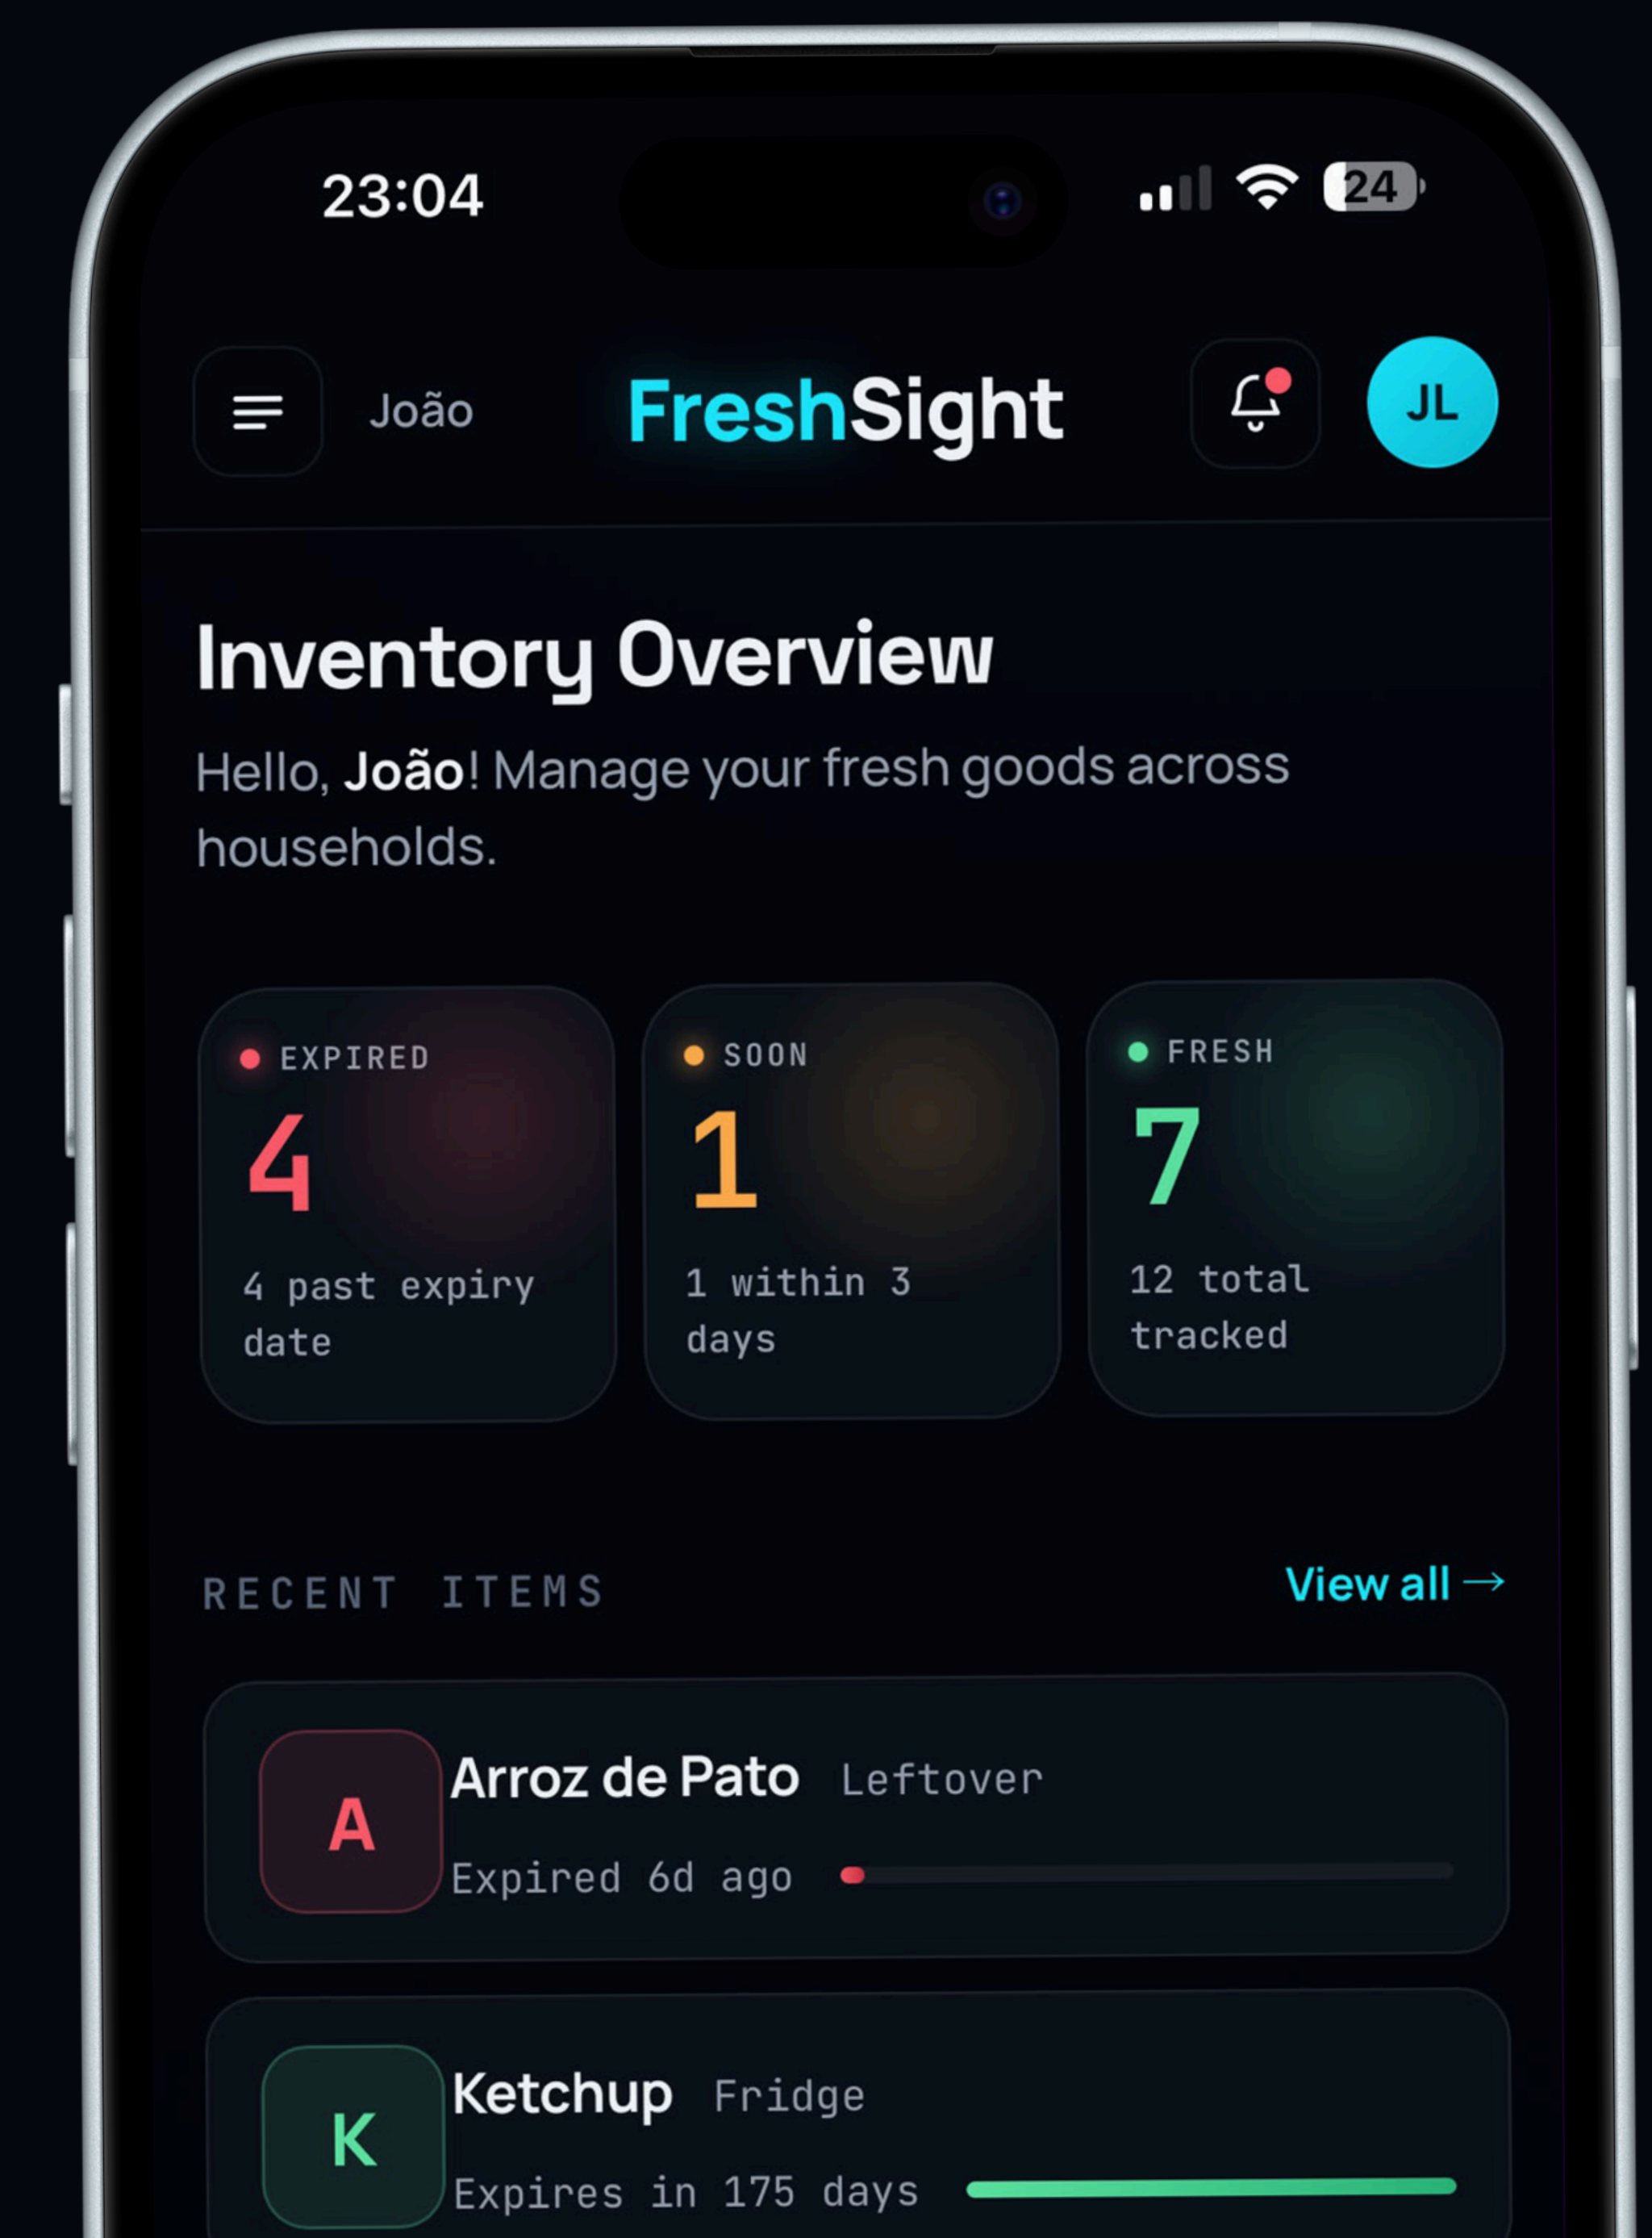 23:04
24
João
FreshSight
JL
Inventory Overview
Hello, João! Manage your fresh goods across
households.
EXPIRED
4
4 past expiry
date
SOON
1
1 within 3
days
FRESH
7
12 total
tracked
RECENT ITEMS
View all →
A
Arroz de Pato Leftover
Expired 6d ago
K
Ketchup Fridge
Expires in 175 days